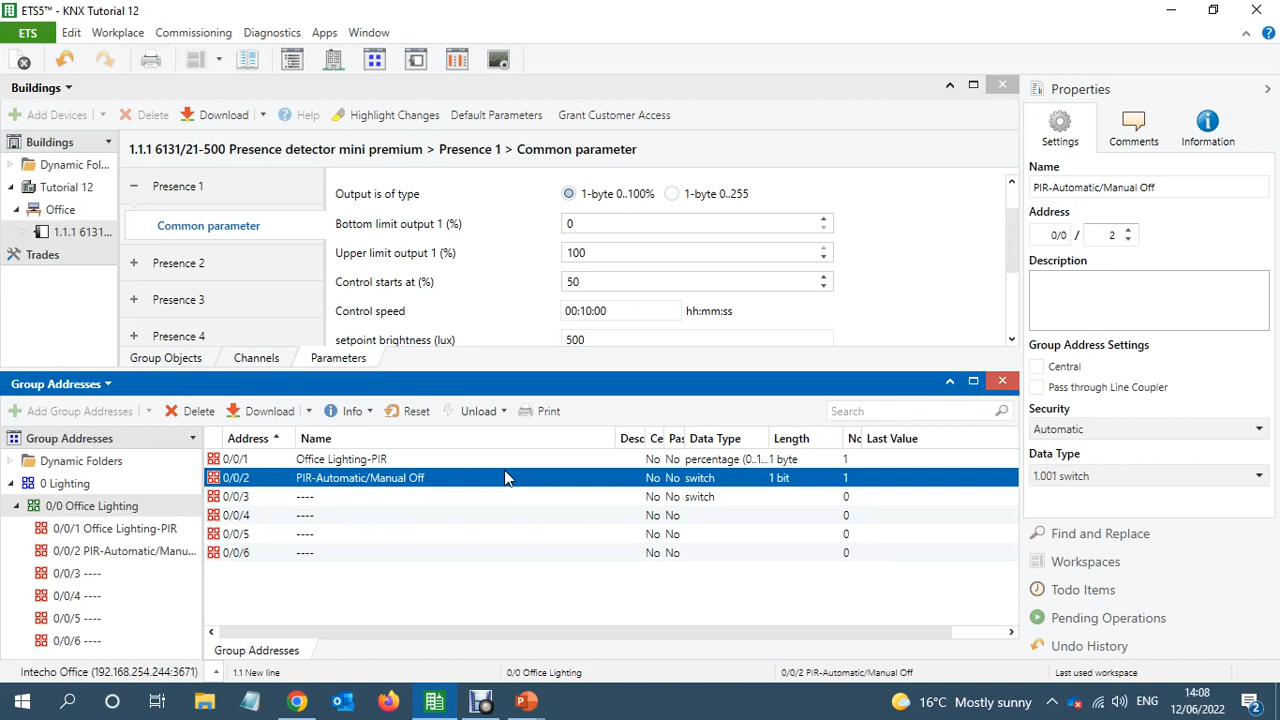 ETS5™ - KNX Tutorial 12
ETS Edit Workplace Commissioning Diagnostics Apps Window
Buildings
Add Devices Delete Download Help Highlight Changes Default Parameters Grant Customer Access
Buildings
Dynamic Fol...
Tutorial 12
Office
1.1.1 6131...
Trades
1.1.1 6131/21-500 Presence detector mini premium > Presence 1 > Common parameter
Presence 1
Common parameter
Presence 2
Presence 3
Presence 4
Output is of type 1-byte 0..100% 1-byte 0..255
Bottom limit output 1 (%) 0
Upper limit output 1 (%) 100
Control starts at (%) 50
Control speed 00:10:00 hh:mm:ss
setpoint brightness (lux) 500
Group Objects Channels Parameters
Group Addresses
Add Group Addresses Delete Download Info Reset Unload Print Search
Group Addresses
Dynamic Folders
0 Lighting
0/0 Office Lighting
0/0/1 Office Lighting-PIR
0/0/2 PIR-Automatic/Manu...
0/0/3 ----
0/0/4 ----
0/0/5 ----
0/0/6 ----
Address Name Desc Ce Pas Data Type Length Nc Last Value
0/0/1 Office Lighting-PIR No No percentage (0..1... 1 byte 1
0/0/2 PIR-Automatic/Manual Off No No switch 1 bit 1
0/0/3 ---- No No switch 0
0/0/4 ---- No No 0
0/0/5 ---- No No 0
0/0/6 ---- No No 0
Group Addresses
Properties
Settings Comments Information
Name
PIR-Automatic/Manual Off
Address
0/0 / 2
Description
Group Address Settings
Central
Pass through Line Coupler
Security
Automatic
Data Type
1.001 switch
Find and Replace
Workspaces
Todo Items
Pending Operations
Undo History
Intecho Office (192.168.254.244:3671) 1.1 New line 0/0 Office Lighting 0/0/2 PIR-Automatic/Manual Off Last used workspace
16°C Mostly sunny ENG 14:08
12/06/2022 2